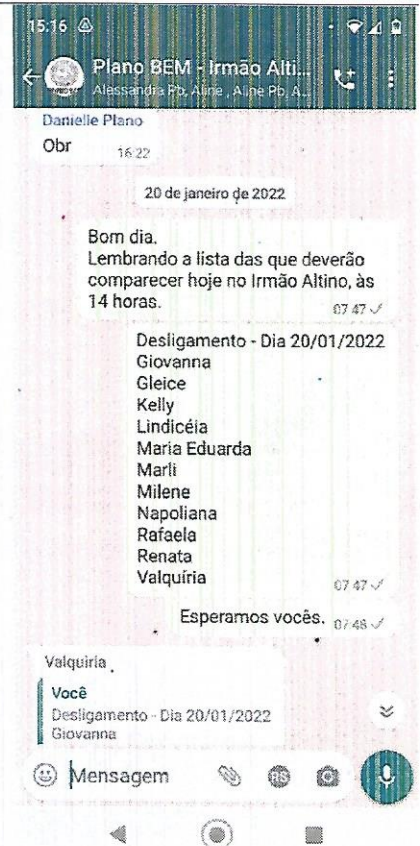 15:16
Plano BEM - Irmão Alti...
Alessandra Pb, Aline, Aline Pb, A...
Danielle Plano
Obr
16:22
20 de janeiro de 2022
Bom dia.
Lembrando a lista das que deverão
comparecer hoje no Irmão Altino, às
14 horas.
07:47
Desligamento - Dia 20/01/2022
Giovanna
Gleice
Kelly
Lindicéia
Maria Eduarda
Marli
Milene
Napoliana
Rafaela
Renata
Valquíria
07:47
Esperamos vocês. 07:48
Valquiria
Você
Desligamento - Dia 20/01/2022
Giovanna
Mensagem
R$